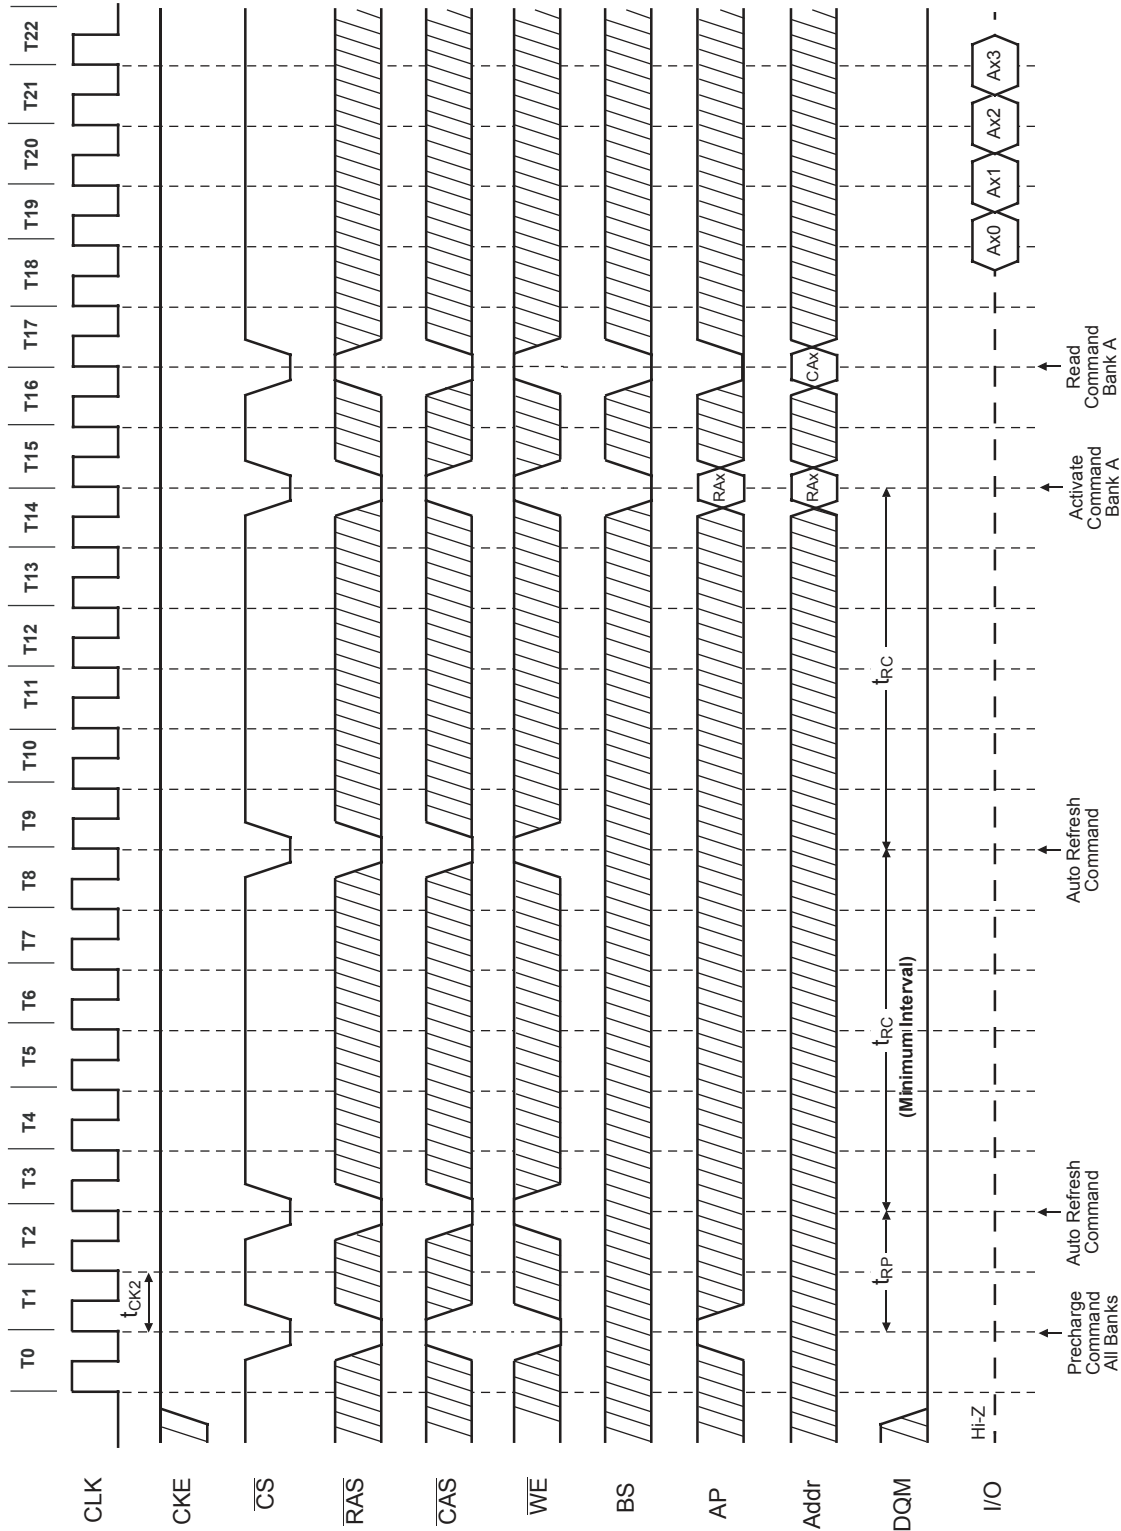 T0 T1 T2 T3 T4 T5 T6 T7 T8 T9 T10 T11 T12 T13 T14 T15 T16 T17 T18 T19 T20 T21 T22
CLK
tCK2
CKE
CS
RAS
CAS
WE
BS
AP
RAx
Addr
RAx CAx
DQM
tRP tRC tRC
(Minimum Interval)
Hi-Z
I/O
Ax0 Ax1 Ax2 Ax3
Precharge
Command
All Banks
Auto Refresh
Command
Auto Refresh
Command
Activate
Command
Bank A
Read
Command
Bank A